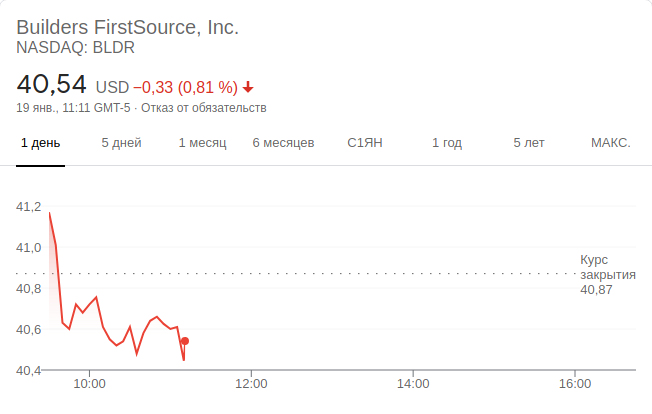 Builders FirstSource, Inc.
NASDAQ: BLDR
40,54 USD −0,33 (0,81 %)
19 янв., 11:11 GMT-5 · Отказ от обязательств
1 день 5 дней 1 месяц 6 месяцев С1ЯН 1 год 5 лет МАКС.
41,2
41,0
Курс
закрытия
40,87
40,8
40,6
40,4
10:00 12:00 14:00 16:00